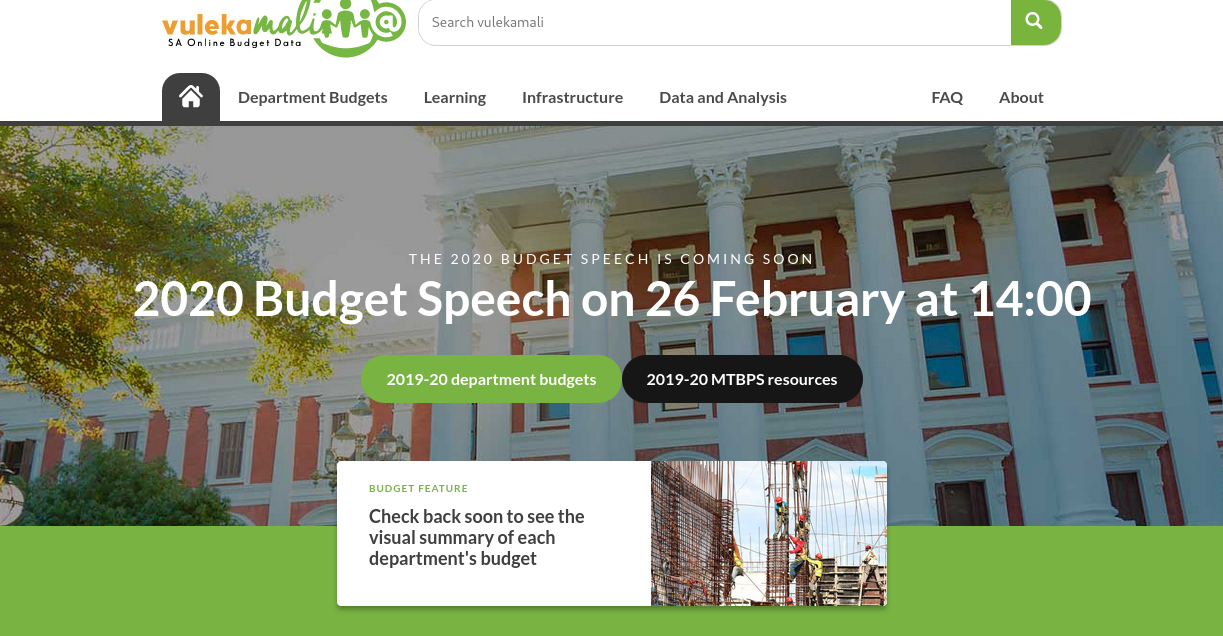 vulekamali
SA Online Budget Data
Search vulekamali
Department Budgets
Learning
Infrastructure
Data and Analysis
FAQ
About
THE 2020 BUDGET SPEECH IS COMING SOON
2020 Budget Speech on 26 February at 14:00
2019-20 department budgets
2019-20 MTBPS resources
BUDGET FEATURE
Check back soon to see the
visual summary of each
department's budget